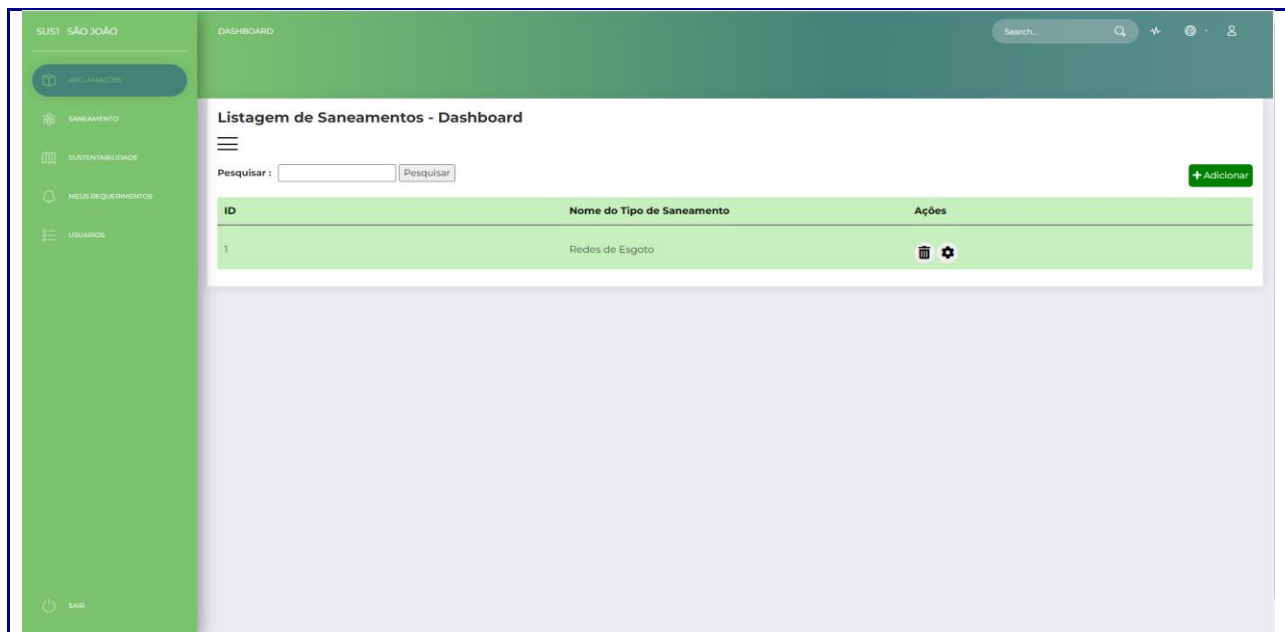 SUS1 SÃO JOÃO
DASHBOARD
Search...
RECLAMAÇÕES
SANEAMENTO
SUSTENTABILIDADE
MEUS REQUERIMENTOS
USUARIOS
SAIR
Listagem de Saneamentos - Dashboard
Pesquisar :
Pesquisar
+ Adicionar
ID Nome do Tipo de Saneamento Ações
1 Redes de Esgoto